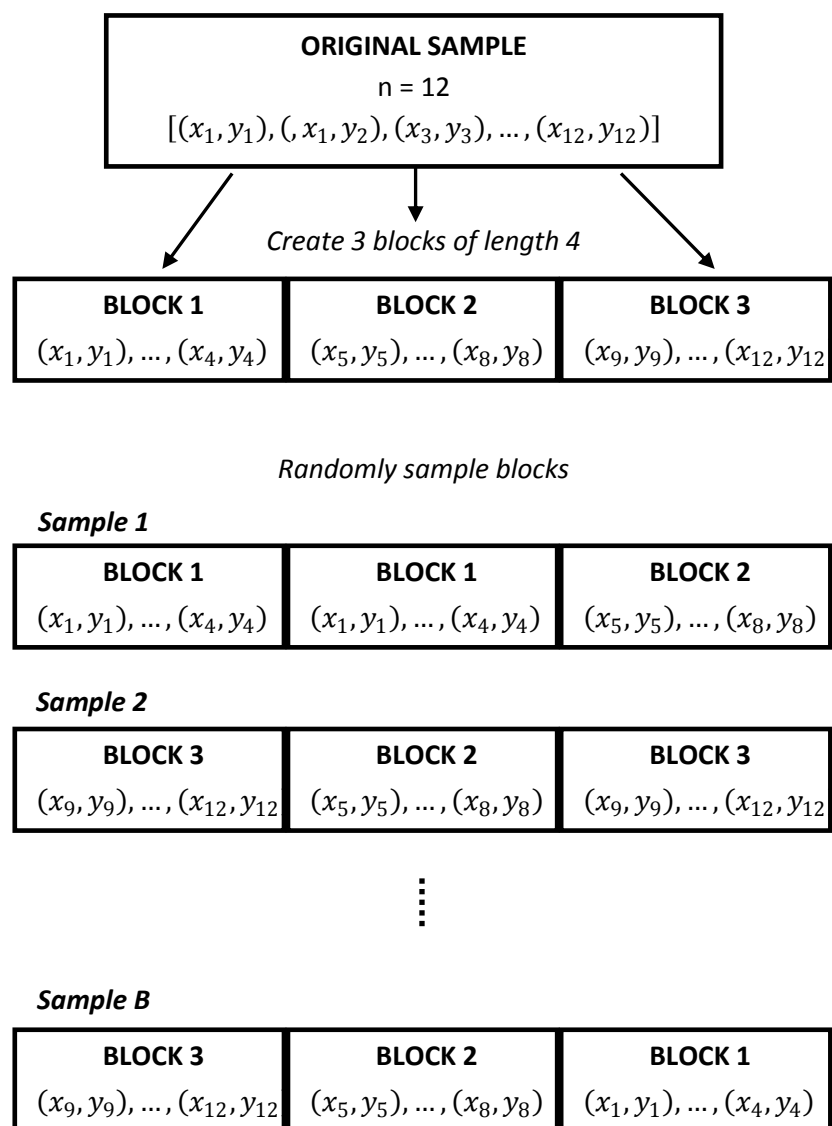 ORIGINAL SAMPLE
n = 12
[(x₁, y₁), (, x₁, y₂), (x₃, y₃), … , (x₁₂, y₁₂)]
Create 3 blocks of length 4
BLOCK 1 BLOCK 2 BLOCK 3
(x₁, y₁), … , (x₄, y₄) (x₅, y₅), … , (x₈, y₈) (x₉, y₉), … , (x₁₂, y₁₂
Randomly sample blocks
Sample 1
BLOCK 1 BLOCK 1 BLOCK 2
(x₁, y₁), … , (x₄, y₄) (x₁, y₁), … , (x₄, y₄) (x₅, y₅), … , (x₈, y₈)
Sample 2
BLOCK 3 BLOCK 2 BLOCK 3
(x₉, y₉), … , (x₁₂, y₁₂ (x₅, y₅), … , (x₈, y₈) (x₉, y₉), … , (x₁₂, y₁₂
Sample B
BLOCK 3 BLOCK 2 BLOCK 1
(x₉, y₉), … , (x₁₂, y₁₂ (x₅, y₅), … , (x₈, y₈) (x₁, y₁), … , (x₄, y₄)